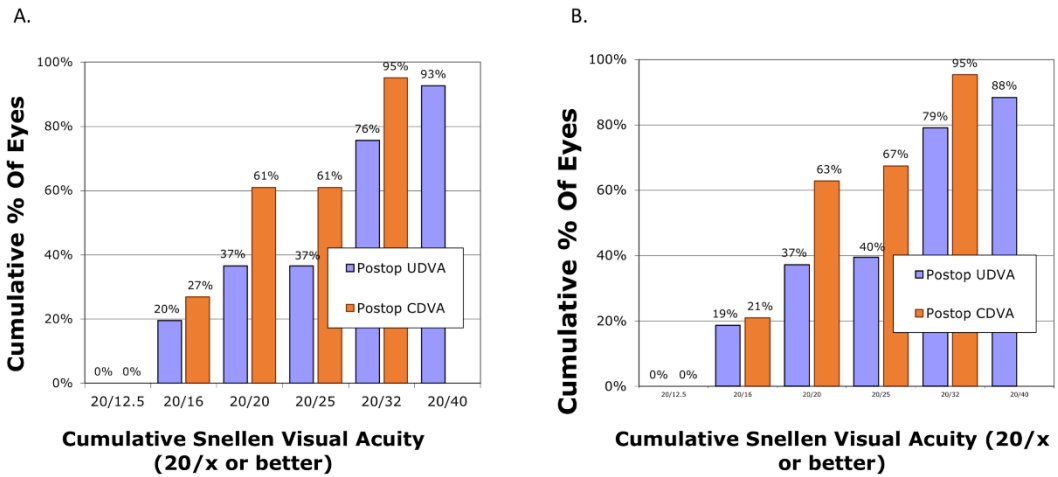 A.
Cumulative % Of Eyes
100%
80%
60%
40%
20%
0%
0% 0%
20% 27%
37% 61%
37% 61%
76% 95%
93%
Postop UDVA
Postop CDVA
20/12.5 20/16 20/20 20/25 20/32 20/40
Cumulative Snellen Visual Acuity
(20/x or better)
B.
Cumulative % Of Eyes
100%
80%
60%
40%
20%
0%
0% 0%
19% 21%
37% 63%
40% 67%
79% 95%
88%
Postop UDVA
Postop CDVA
20/12.5 20/16 20/20 20/25 20/32 20/40
Cumulative Snellen Visual Acuity (20/x
or better)